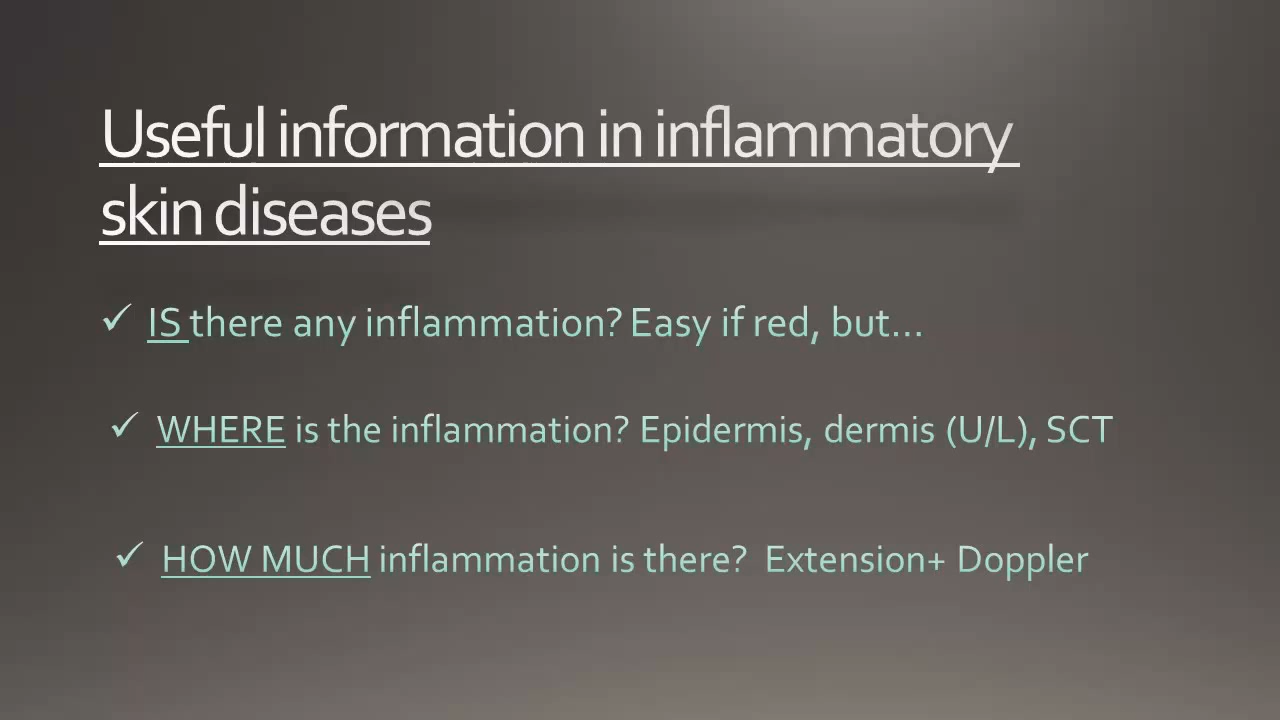 Useful information in inflammatory
skin diseases
✓ IS there any inflammation? Easy if red, but...
✓ WHERE is the inflammation? Epidermis, dermis (U/L), SCT
✓ HOW MUCH inflammation is there? Extension+ Doppler